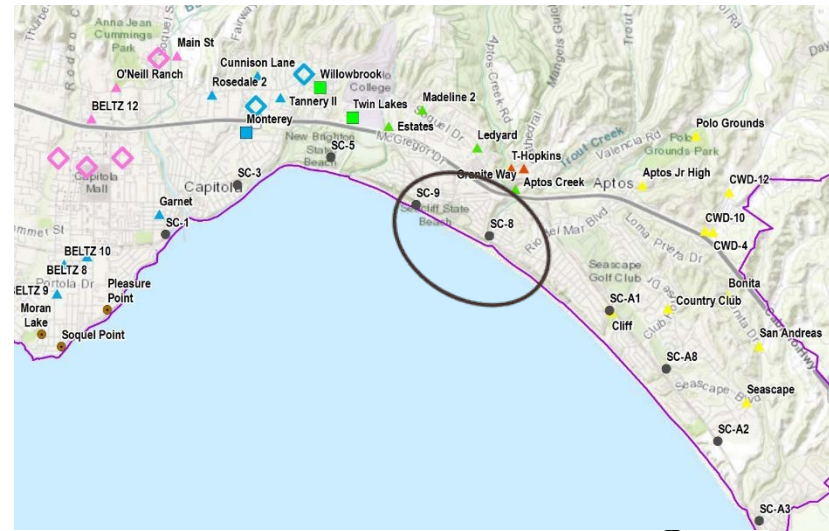 Anna Jean
Cummings
Park
Main St
O'Neill Ranch
Cunnison Lane
Willowbrook
College
Rosedale 2
Tannery II
BELTZ 12
Monterey
Twin Lakes
Madeline 2
Estates
Soquel Dr
McGregor Dr
New Brighton
State
Beach
SC-5
Ledyard
Aptos Creek Rd
T-Hopkins
Granite Way
Aptos Creek
Trout Creek
Valencia Rd
Polo Grounds
Polo
Grounds Park
Aptos
Aptos Jr High
CWD-12
CWD-10
CWD-4
Capitola
Mall
Capitola
SC-3
Garnet
SC-1
SC-9
Seacliff State
Beach
SC-8
Rio Del Mar Blvd
Loma Prieta Dr
BELTZ 10
BELTZ 8
Portola Dr
BELTZ 9
Pleasure
Point
Moran
Lake
Soquel Point
Seascape
Golf Club
Bonita
SC-A1
Cliff
Country Club
San Andreas
SC-A8
Seascape Blvd
Seascape
SC-A2
SC-A3